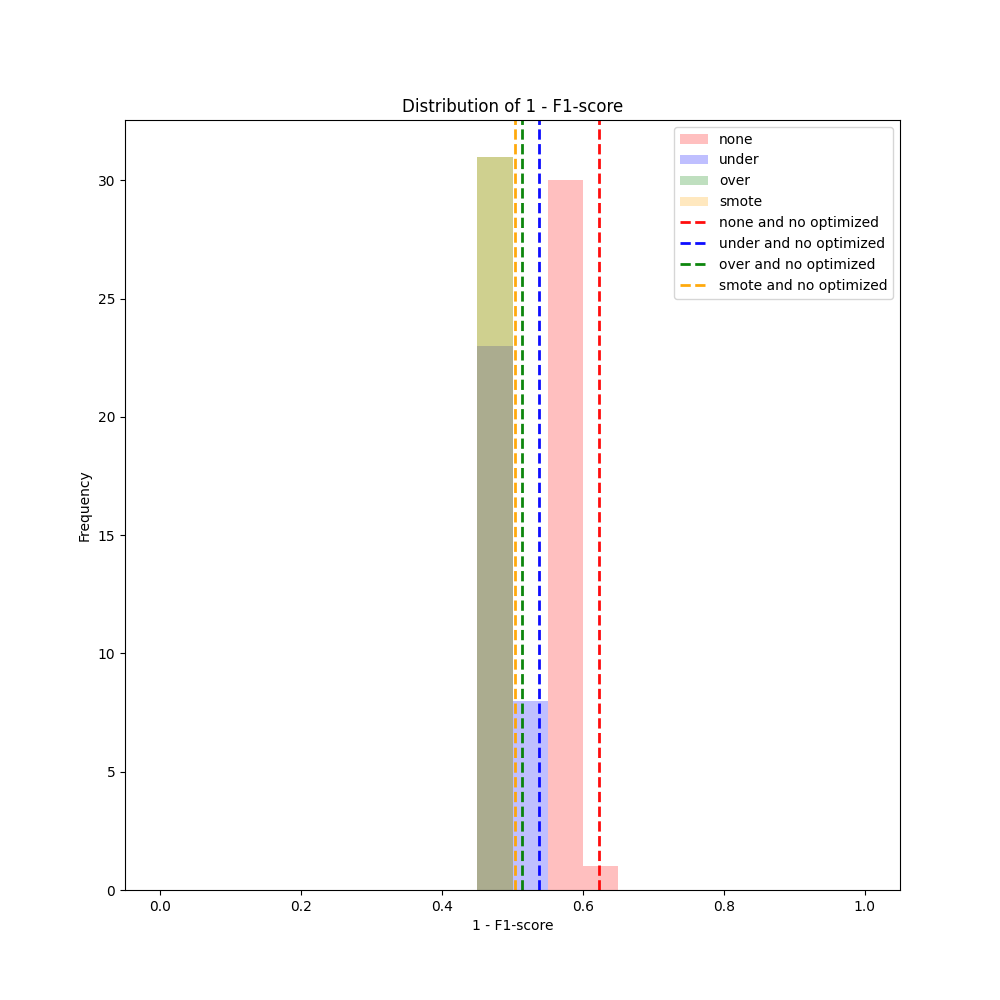 Distribution of 1 - F1-score
none
under
over
smote
none and no optimized
under and no optimized
over and no optimized
smote and no optimized
30
25
20
15
10
5
0
Frequency
0.0 0.2 0.4 0.6 0.8 1.0
1 - F1-score